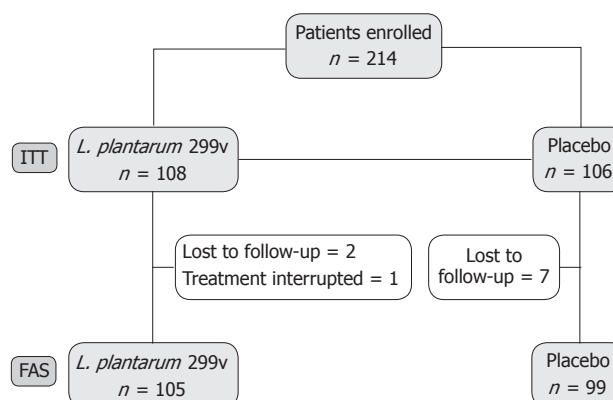 Patients enrolled
n = 214
ITT
L. plantarum 299v
n = 108
Placebo
n = 106
Lost to follow-up = 2
Treatment interrupted = 1
Lost to
follow-up = 7
FAS
L. plantarum 299v
n = 105
Placebo
n = 99